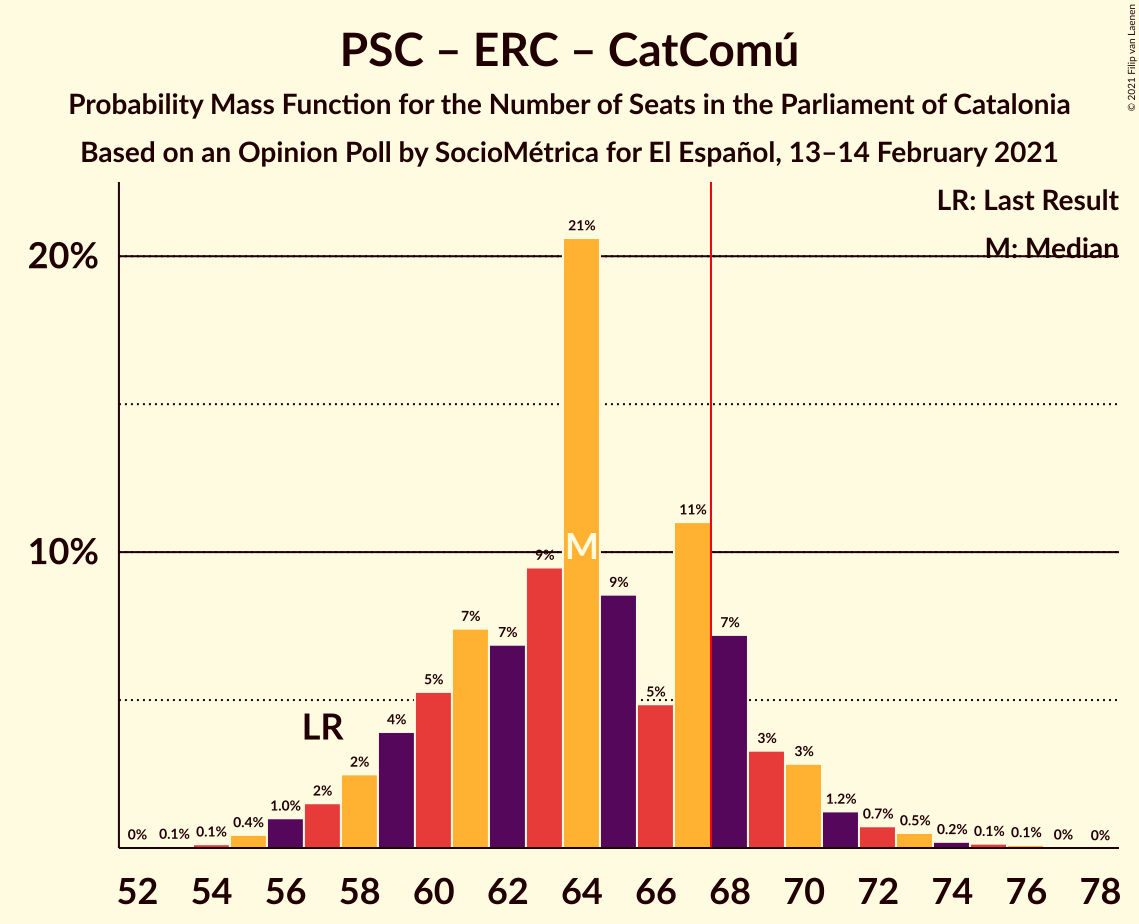 PSC – ERC – CatComú
Probability Mass Function for the Number of Seats in the Parliament of Catalonia
Based on an Opinion Poll by SocioMétrica for El Español, 13–14 February 2021
© 2021 Filip van Laenen
LR: Last Result
M: Median
20%
10%
0% 0.1% 0.1% 0.4% 1.0% 2% 2% 4% 5% 7% 7% 9% 21% 9% 5% 11% 7% 3% 3% 1.2% 0.7% 0.5% 0.2% 0.1% 0.1% 0% 0%
LR
M
52 54 56 58 60 62 64 66 68 70 72 74 76 78